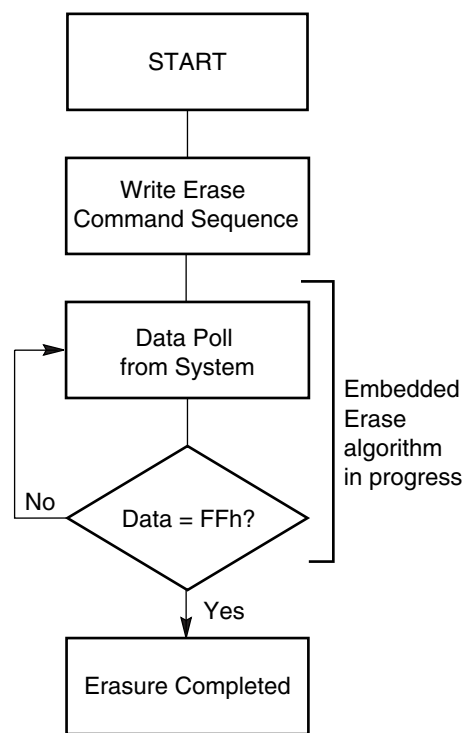 START
Write Erase
Command Sequence
Data Poll
from System
Embedded
Erase
algorithm
in progress
No
Data = FFh?
Yes
Erasure Completed